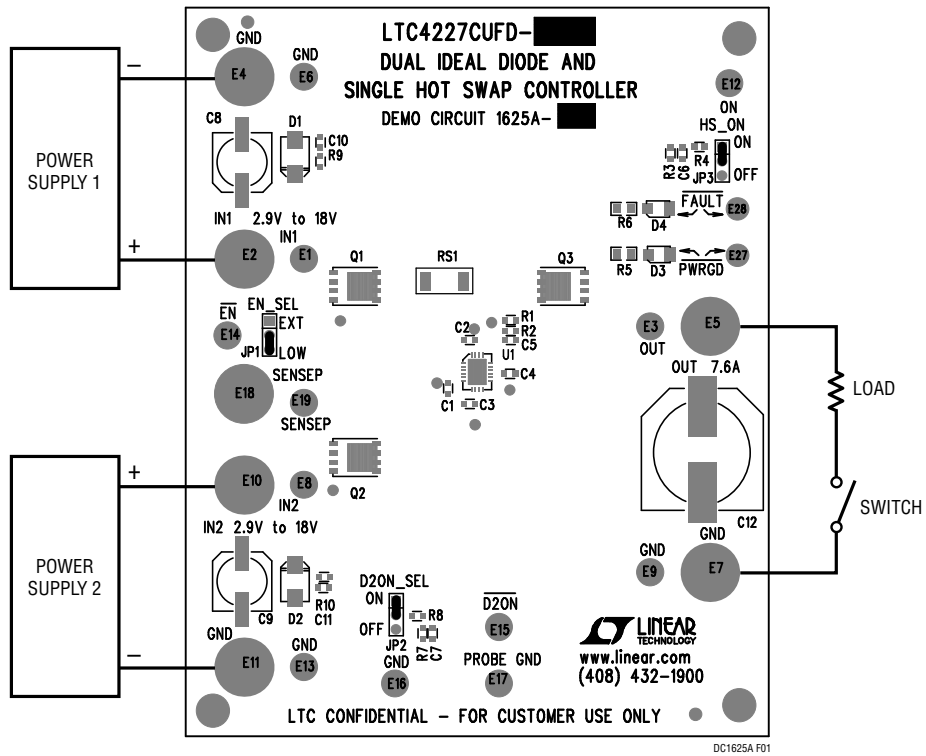 LTC4227CUFD-
DUAL IDEAL DIODE AND
SINGLE HOT SWAP CONTROLLER
DEMO CIRCUIT 1625A-
GND
E4
GND
E6
–
POWER
SUPPLY 1
+
C8
D1
C10
R9
IN1 2.9V to 18V
E2
IN1
E1
E12
ON
HS_ON
ON
OFF
JP3
R3
C6
R4
FAULT
R6
D4
E28
R5
D3
PWRGD
E27
Q1
RS1
Q3
EN
E14
EN_SEL
EXT
JP1
LOW
E18
SENSEP
E19
SENSEP
C2
R1
R2
C5
U1
C4
C1
C3
E3
OUT
E5
OUT 7.6A
C12
LOAD
SWITCH
GND
E9
GND
E7
POWER
SUPPLY 2
+
–
E10
E8
IN2
Q2
IN2 2.9V to 18V
C9
D2
R10
C11
GND
E11
GND
E13
D2ON_SEL
ON
OFF
JP2
R8
R7
C7
GND
E16
D2ON
E15
PROBE GND
E17
LINEAR
TECHNOLOGY
www.linear.com
(408) 432-1900
LTC CONFIDENTIAL – FOR CUSTOMER USE ONLY
DC1625A F01